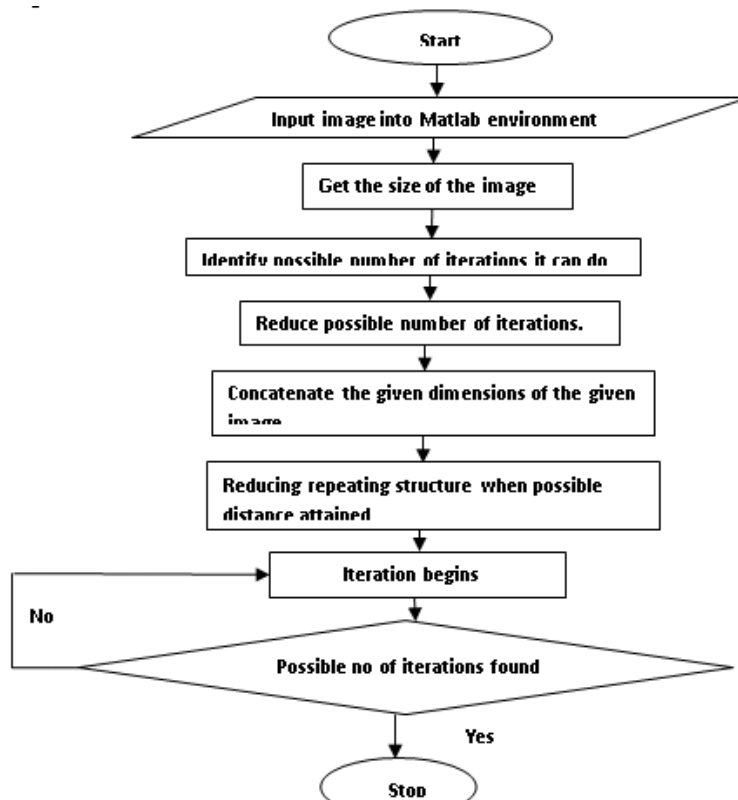 Start
Input image into Matlab environment
Get the size of the image
Identify possible number of iterations it can do
Reduce possible number of iterations.
Concatenate the given dimensions of the given
image
Reducing repeating structure when possible
distance attained
Iteration begins
No
Possible no of iterations found
Yes
Stop